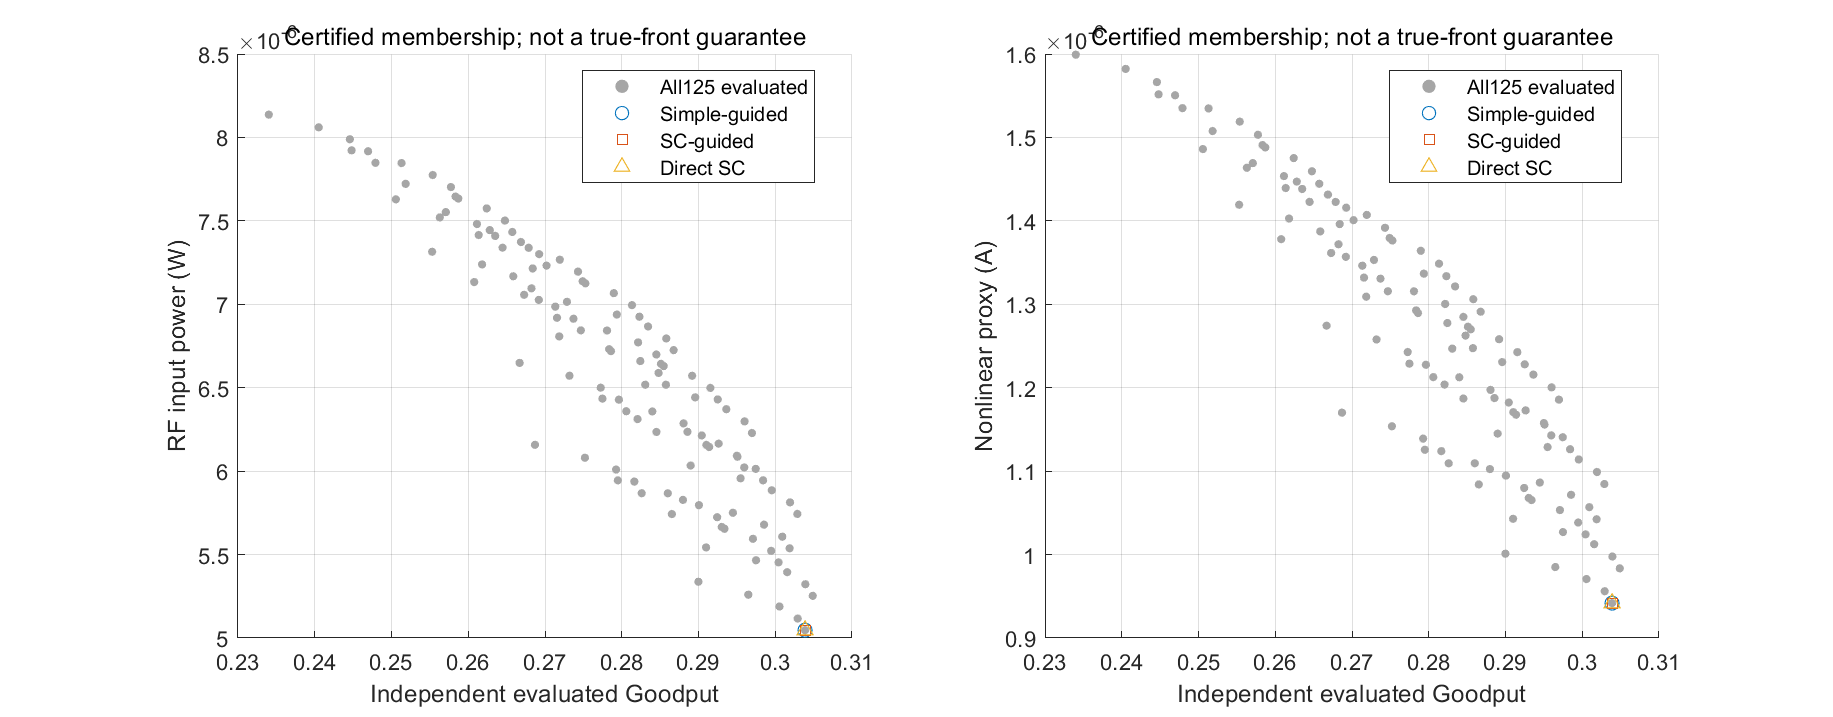 Certified membership; not a true-front guarantee
×10
8.5
8
7.5
7
6.5
6
5.5
5
RF input power (W)
All125 evaluated
Simple-guided
SC-guided
Direct SC
0.23 0.24 0.25 0.26 0.27 0.28 0.29 0.3 0.31
Independent evaluated Goodput
Certified membership; not a true-front guarantee
×10
1.6
1.5
1.4
1.3
1.2
1.1
1
0.9
Nonlinear proxy (A)
All125 evaluated
Simple-guided
SC-guided
Direct SC
0.23 0.24 0.25 0.26 0.27 0.28 0.29 0.3 0.31
Independent evaluated Goodput